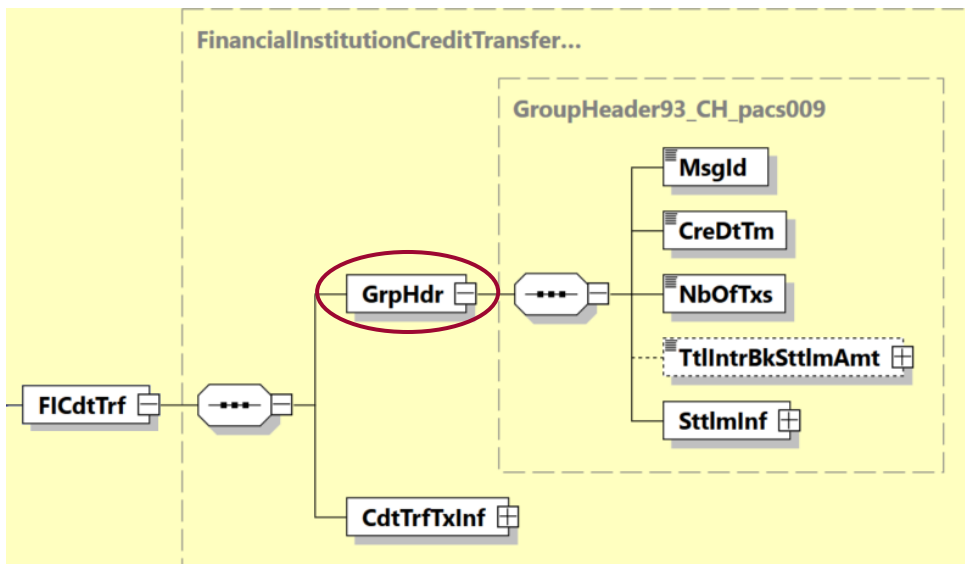 FinancialInstitutionCreditTransfer...
GroupHeader93_CH_pacs009
MsgId
CreDtTm
GrpHdr
NbOfTxs
TtlIntrBkSttlmAmt
FICdtTrf
SttlmInf
CdtTrfTxInf